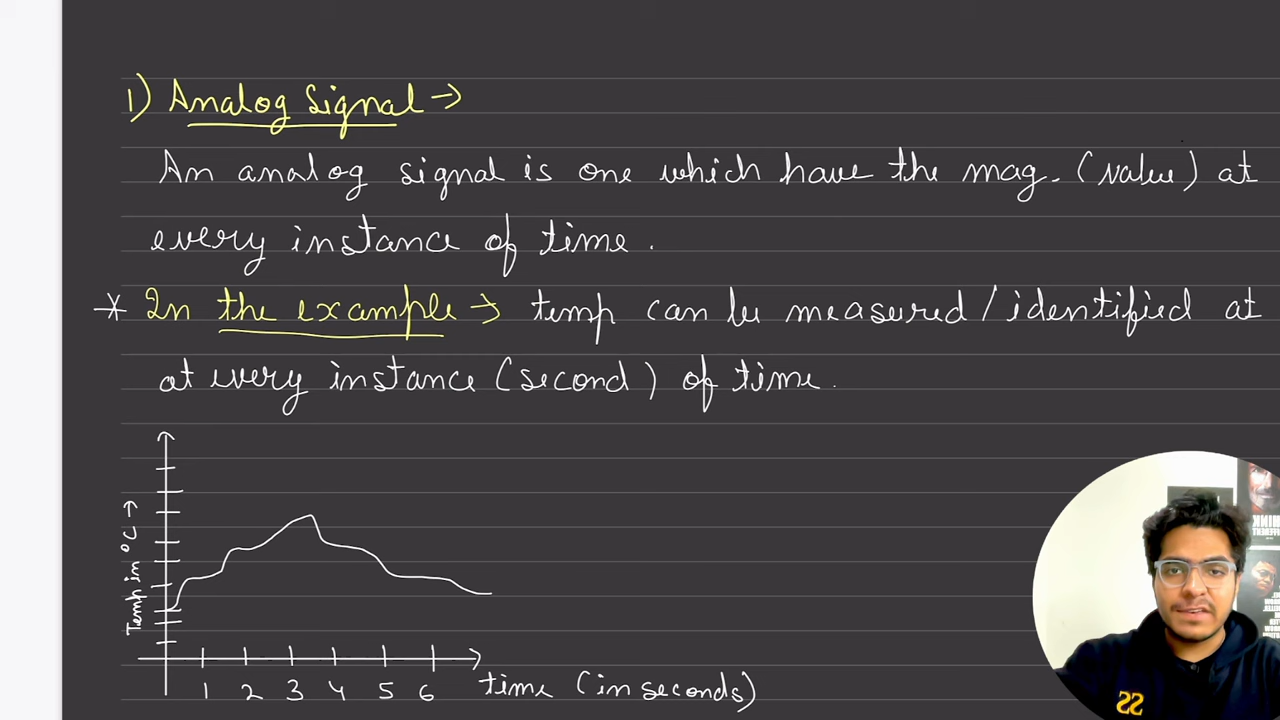 1) Analog Signal →
An analog signal is one which have the mag. (value) at
every instance of time.
* In the example → temp can be measured/identified at
at every instance (second) of time.
Temp in °C →
1 2 3 4 5 6 time (in seconds)